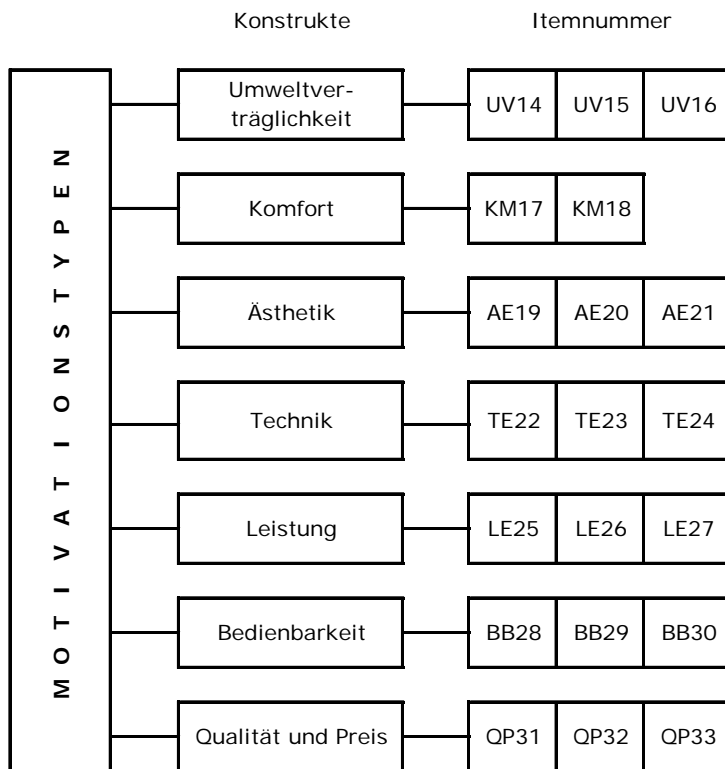 Konstrukte Itemnummer
MOTIVATIONSTYPEN
Umweltver-
träglichkeit
UV14 UV15 UV16
Komfort KM17 KM18
Ästhetik AE19 AE20 AE21
Technik TE22 TE23 TE24
Leistung LE25 LE26 LE27
Bedienbarkeit BB28 BB29 BB30
Qualität und Preis QP31 QP32 QP33